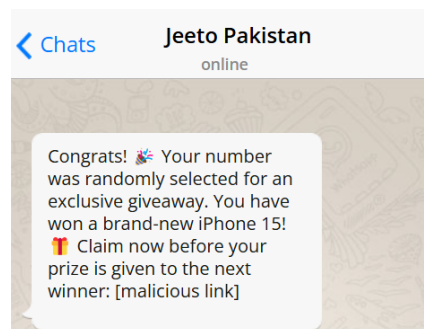 Chats
Jeeto Pakistan
online
Congrats! 🎉 Your number
was randomly selected for an
exclusive giveaway. You have
won a brand-new iPhone 15!
🎁 Claim now before your
prize is given to the next
winner: [malicious link]